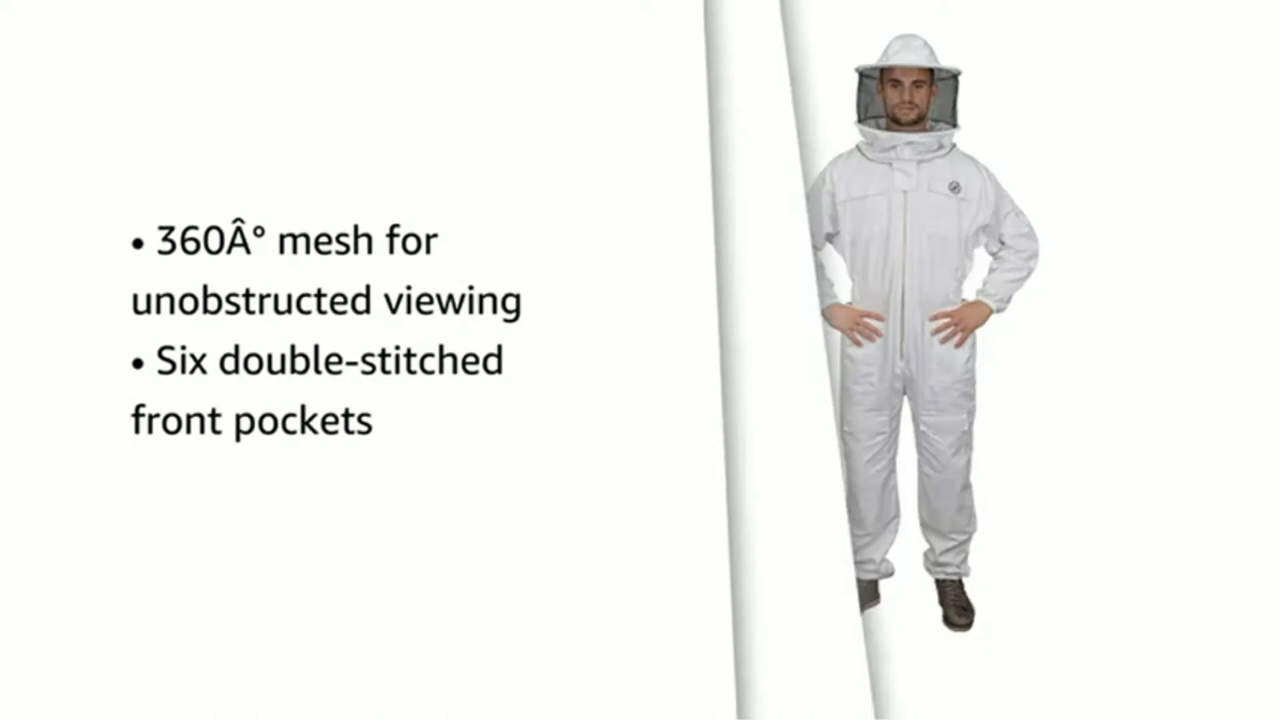 • 360Â° mesh for
unobstructed viewing
• Six double-stitched
front pockets